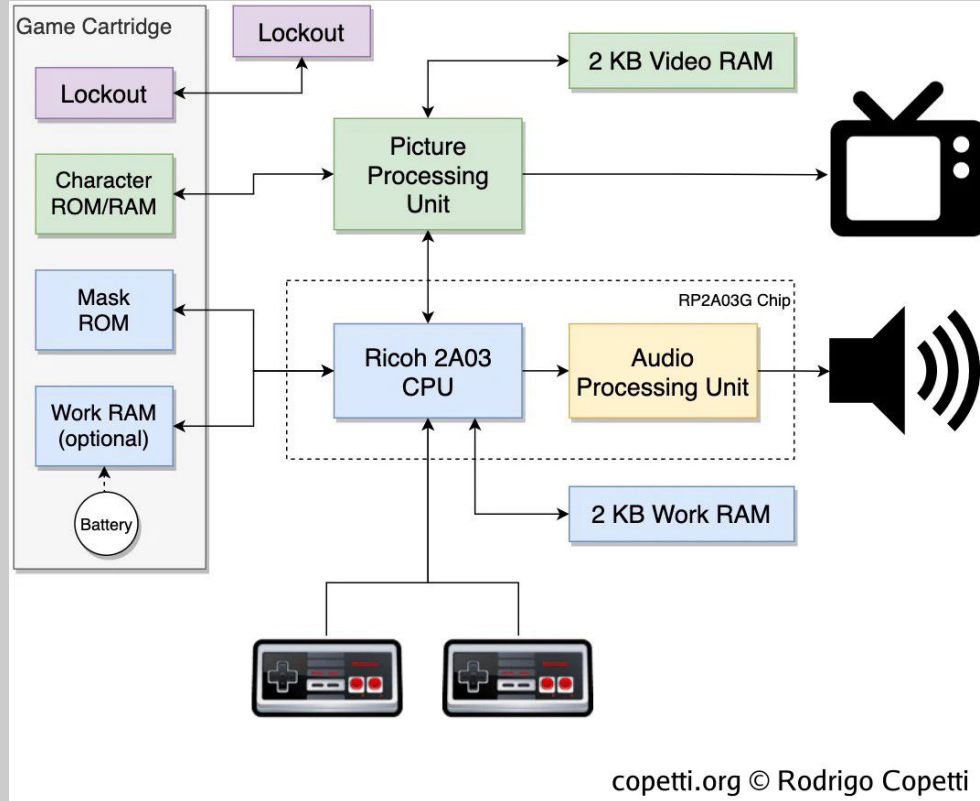 Game Cartridge
Lockout
Lockout
2 KB Video RAM
Character
ROM/RAM
Picture
Processing
Unit
RP2A03G Chip
Mask
ROM
Ricoh 2A03
CPU
Audio
Processing Unit
Work RAM
(optional)
Battery
2 KB Work RAM
copetti.org © Rodrigo Copetti